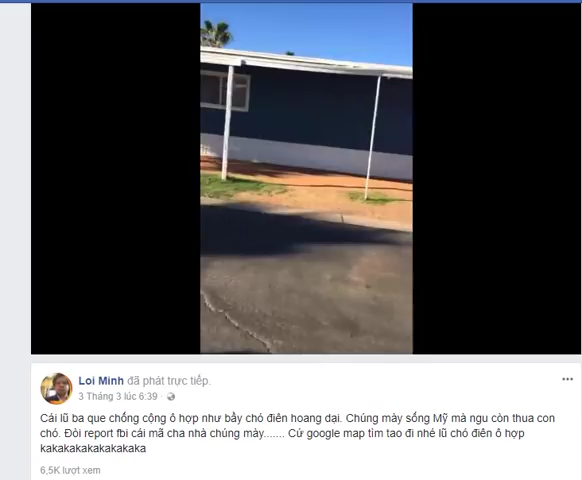 Loi Minh đã phát trực tiếp.
3 Tháng 3 lúc 6:39
Cái lũ ba que chống cộng ô hợp như bầy chó điên hoang dại. Chúng mày sống Mỹ mà ngu còn thua con
chó. Đòi report fbi cái mã cha nhà chúng mày....... Cứ google map tìm tao đi nhé lũ chó điên ô hợp
kakakakakakakakaka
6,5K lượt xem